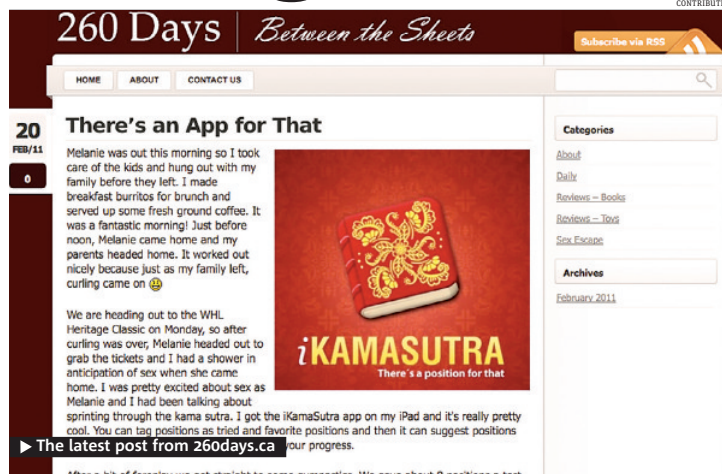 CONTRIBUTE
260 Days | Between the Sheets
Subscribe via RSS
HOME ABOUT CONTACT US
20
FEB/11
0
There's an App for That
Melanie was out this morning so I took
care of the kids and hung out with my
family before they left. I made
breakfast burritos for brunch and
served up some fresh ground coffee. It
was a fantastic morning! Just before
noon, Melanie came home and my
parents headed home. It worked out
nicely because just as my family left,
curling came on
We are heading out to the WHL
Heritage Classic on Monday, so after
curling was over, Melanie headed out to
grab the tickets and I had a shower in
anticipation of sex when she came
home. I was pretty excited about sex as
Melanie and I had been talking about
sprinting through the kama sutra. I got the iKamaSutra app on my iPad and it's really pretty
cool. You can tag positions as tried and favorite positions and then it can suggest positions
your progress.
iKAMASUTRA
There's a position for that
Categories
About
Daily
Reviews – Books
Reviews – Toys
Sex Escape
Archives
February 2011
The latest post from 260days.ca